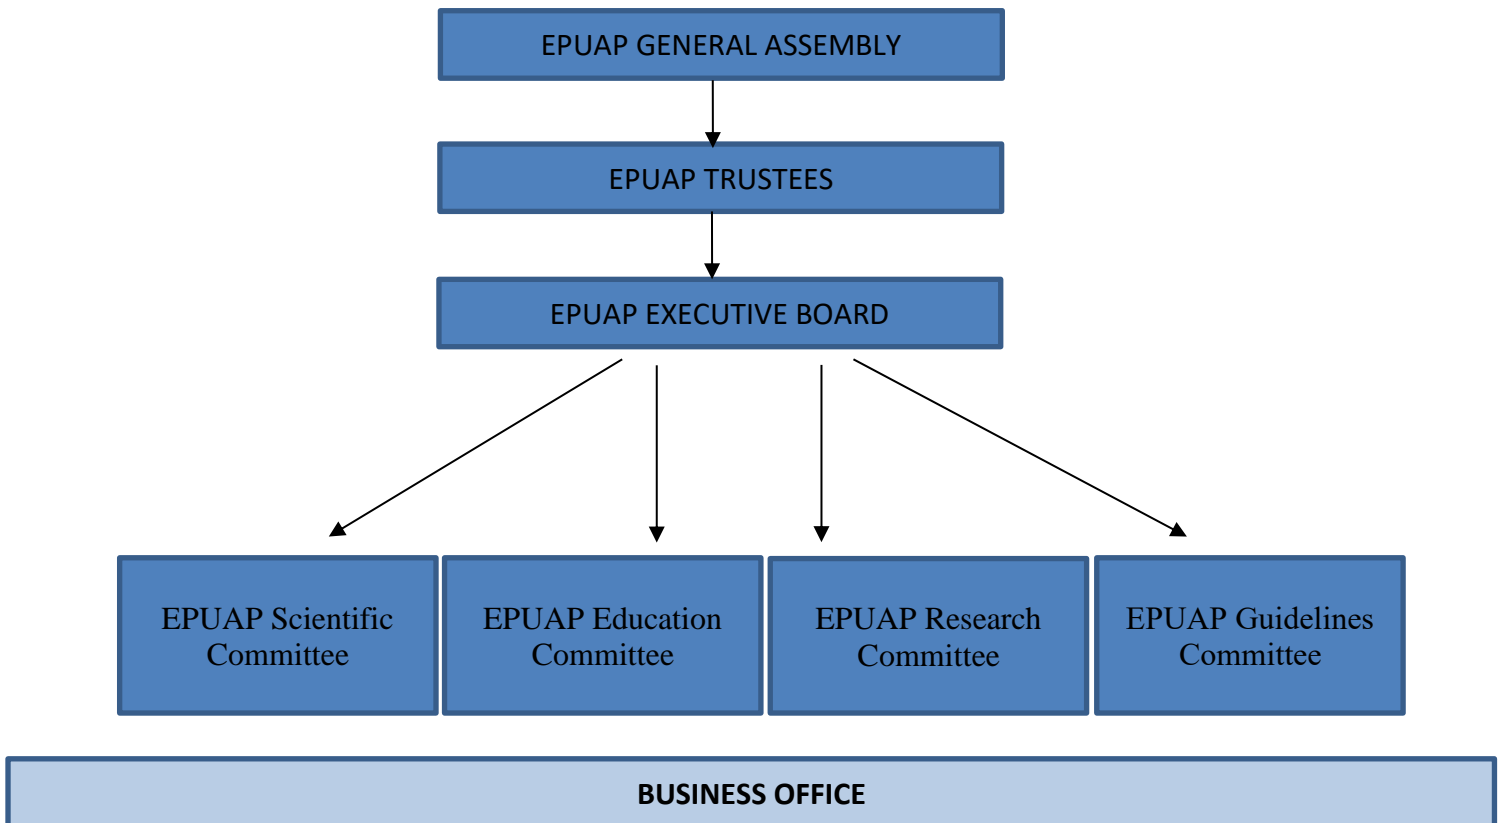 EPUAP GENERAL ASSEMBLY
EPUAP TRUSTEES
EPUAP EXECUTIVE BOARD
EPUAP Scientific
Committee
EPUAP Education
Committee
EPUAP Research
Committee
EPUAP Guidelines
Committee
BUSINESS OFFICE